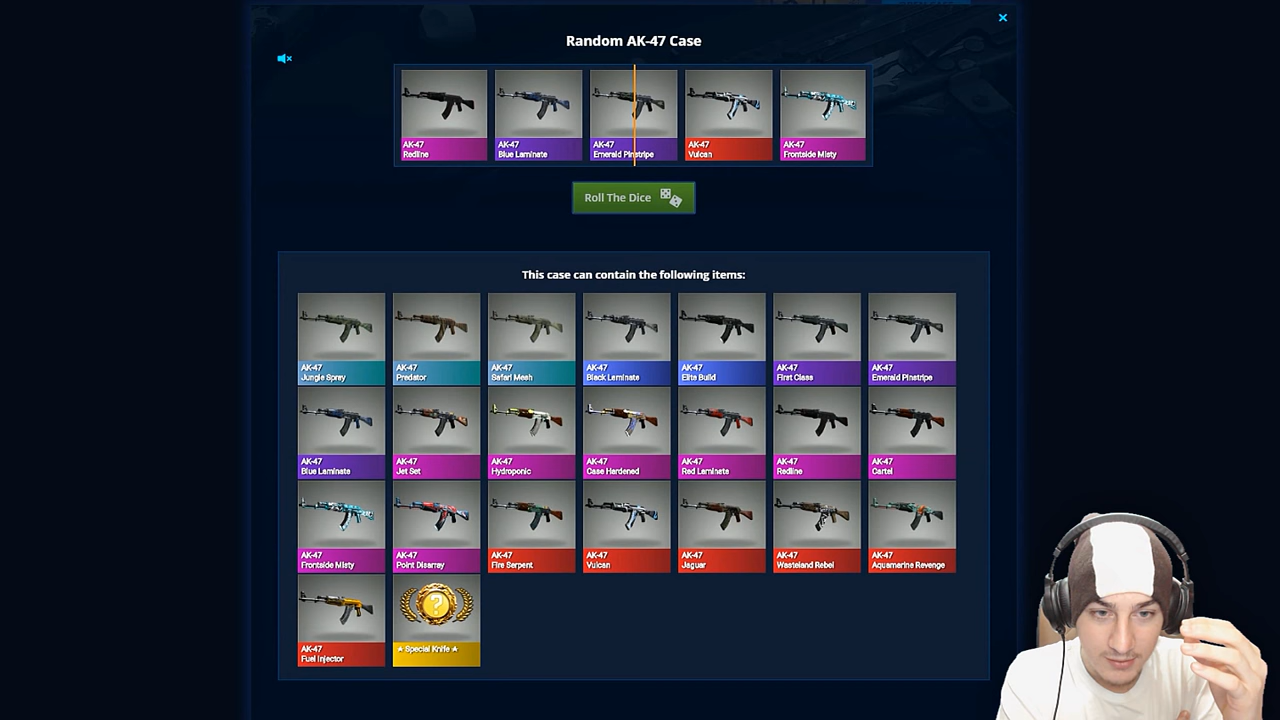 Random AK-47 Case
AK-47
Redline
AK-47
Blue Laminate
AK-47
Emerald Pinstripe
AK-47
Vulcan
AK-47
Frontside Misty
Roll The Dice
This case can contain the following items:
AK-47
Jungle Spray
AK-47
Predator
AK-47
Safari Mesh
AK-47
Black Laminate
AK-47
Elite Build
AK-47
First Class
AK-47
Emerald Pinstripe
AK-47
Blue Laminate
AK-47
Jet Set
AK-47
Hydroponic
AK-47
Case Hardened
AK-47
Red Laminate
AK-47
Redline
AK-47
Cartel
AK-47
Frontside Misty
AK-47
Point Disarray
AK-47
Fire Serpent
AK-47
Vulcan
AK-47
Jaguar
AK-47
Wasteland Rebel
AK-47
Aquamarine Revenge
AK-47
Fuel Injector
?
★ Special Knife ★